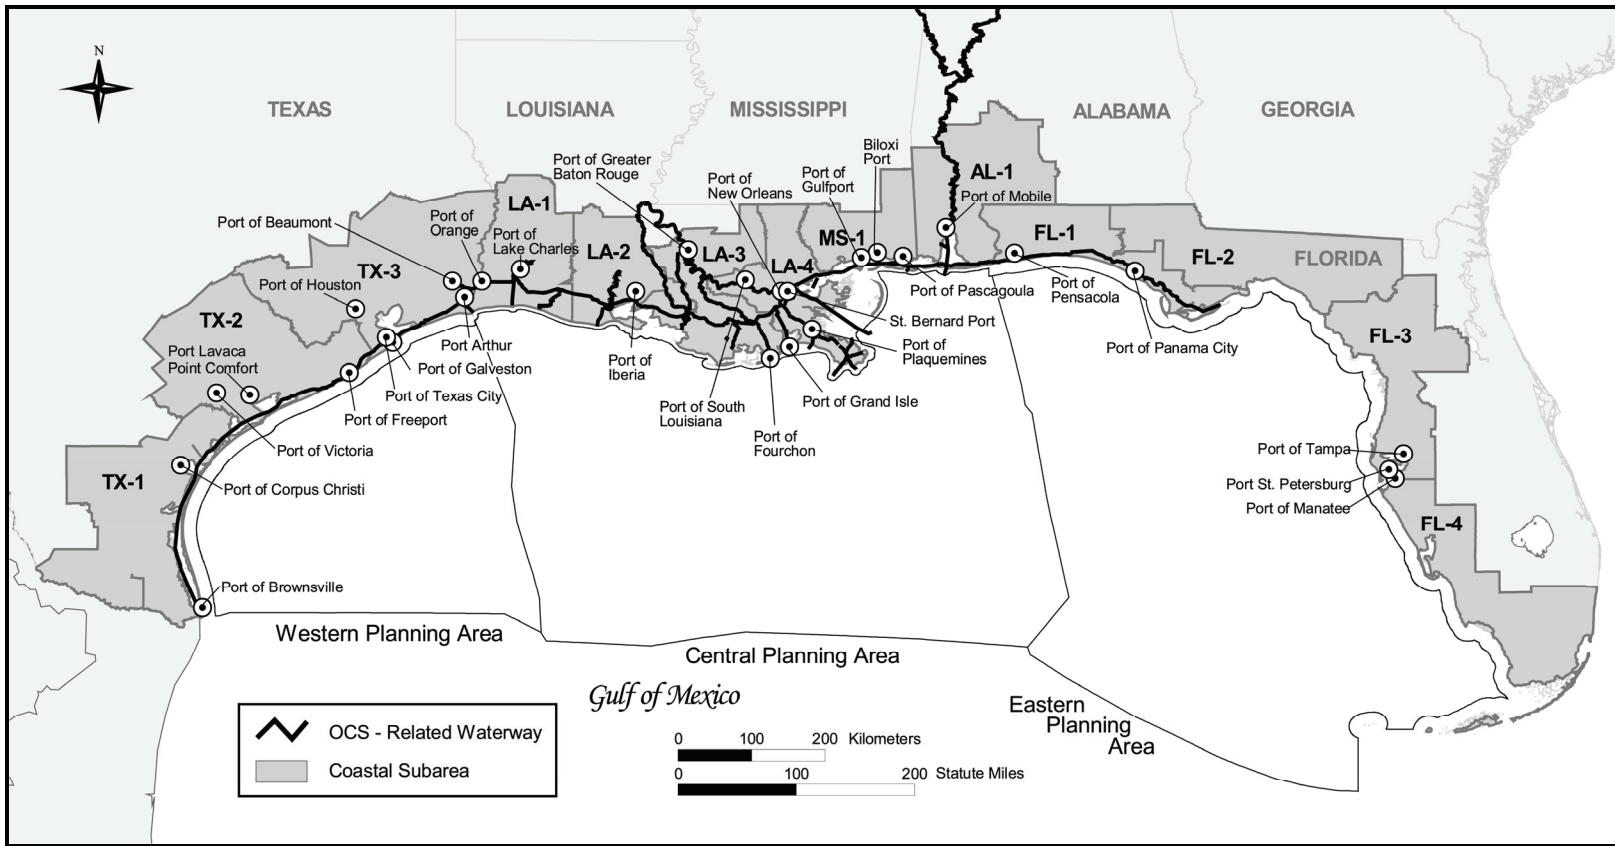 N
TEXAS
LOUISIANA
MISSISSIPPI
ALABAMA
GEORGIA
FLORIDA
Biloxi
Port
Port of Greater
Baton Rouge
Port of
New Orleans
Port of
Gulfport
AL-1
Port of Mobile
LA-1
Port of Beaumont
Port of
Orange
Port of
Lake Charles
LA-2
LA-3
LA-4
MS-1
FL-1
FL-2
TX-3
Port of Houston
Port of Pascagoula
Port of
Pensacola
TX-2
St. Bernard Port
FL-3
Port Lavaca
Point Comfort
Port Arthur
Port of
Plaquemines
Port of Panama City
Port of Galveston
Port of
Iberia
Port of Texas City
Port of Grand Isle
Port of Freeport
Port of South
Louisiana
Port of
Fourchon
Port of Victoria
Port of Tampa
TX-1
Port of Corpus Christi
Port St. Petersburg
Port of Manatee
FL-4
Port of Brownsville
Western Planning Area
Central Planning Area
Gulf of Mexico
Eastern
Planning
Area
OCS - Related Waterway
Coastal Subarea
0 100 200 Kilometers
0 100 200 Statute Miles